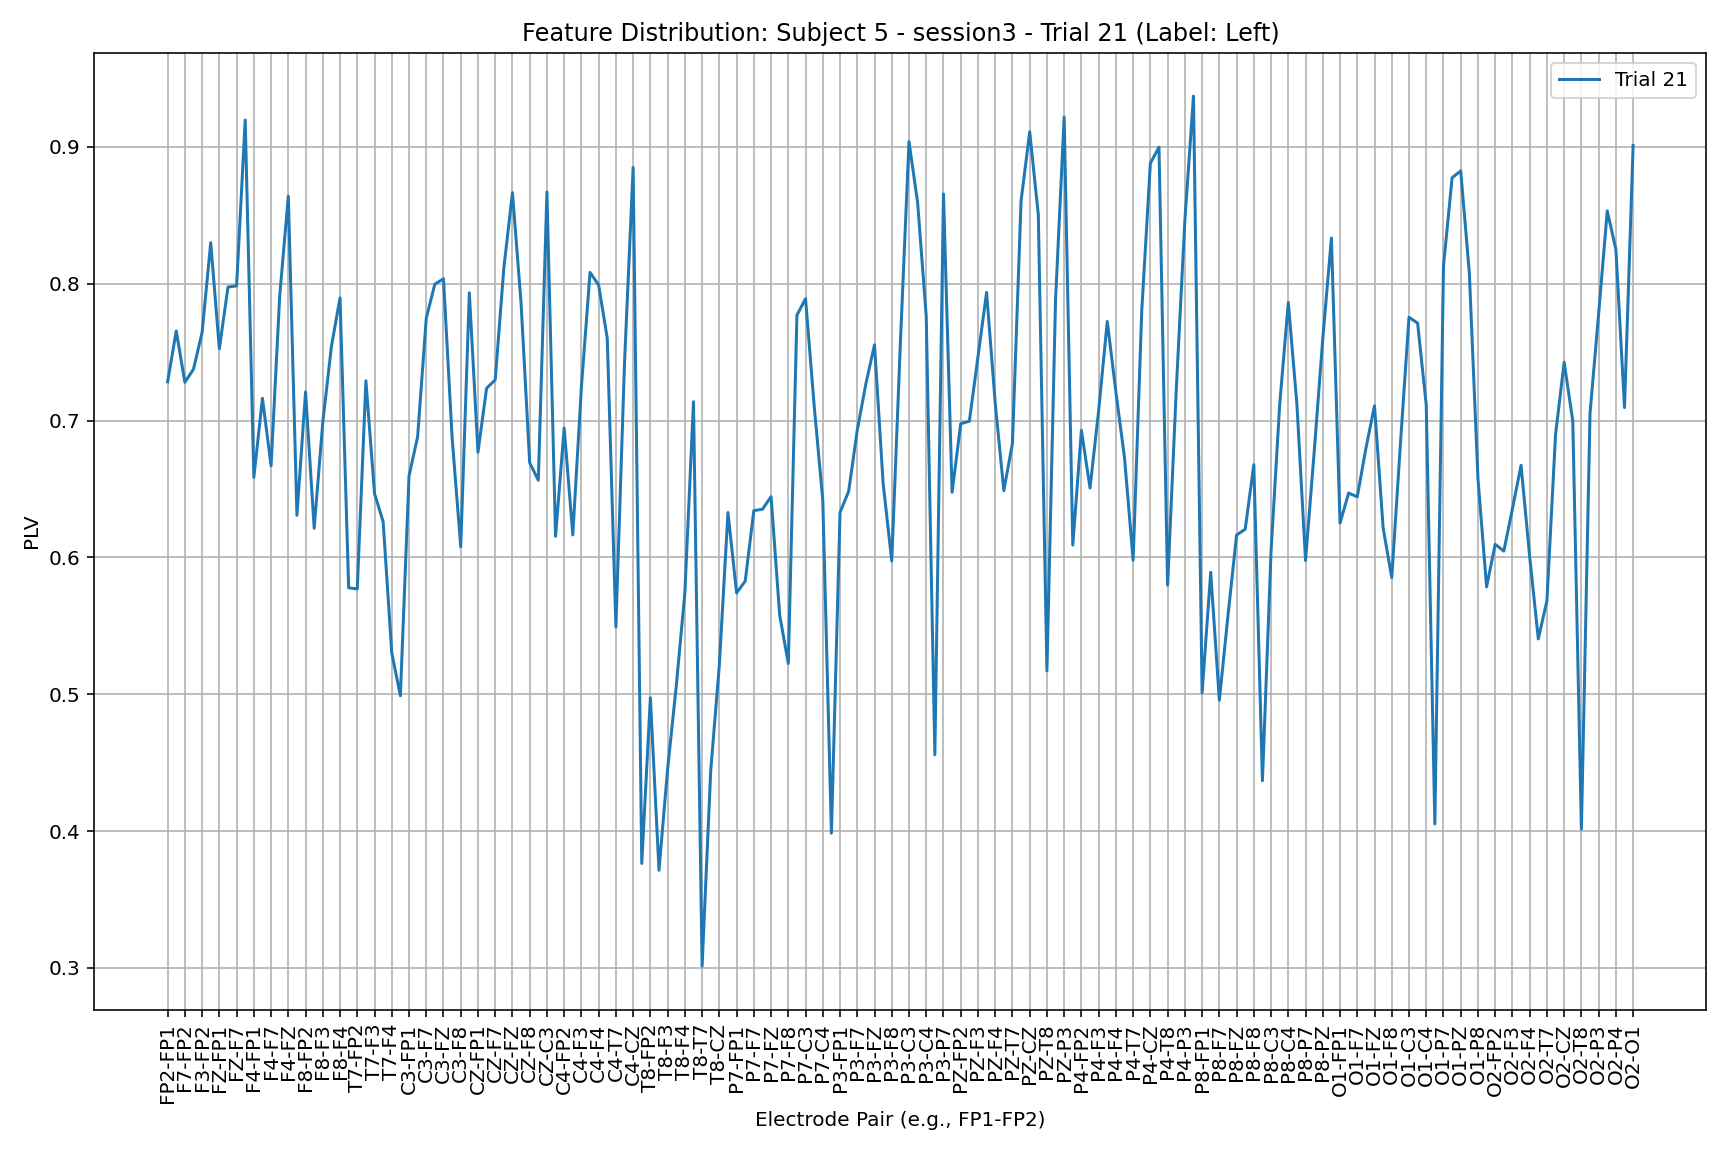 Feature Distribution: Subject 5 - session3 - Trial 21 (Label: Left)
Trial 21
0.9
0.8
0.7
0.6
0.5
0.4
0.3
PLV
FP2-FP1
F7-FP2
F3-FP2
FZ-FP1
FZ-F7
F4-FP1
F4-F7
F4-FZ
F8-FP2
F8-F3
F8-F4
T7-FP2
T7-F3
T7-F4
C3-FP1
C3-F7
C3-FZ
C3-F8
CZ-FP1
CZ-F7
CZ-FZ
CZ-F8
CZ-C3
C4-FP2
C4-F3
C4-F4
C4-T7
C4-CZ
T8-FP2
T8-F3
T8-F4
T8-T7
T8-CZ
P7-FP1
P7-F7
P7-FZ
P7-F8
P7-C3
P7-C4
P3-FP1
P3-F7
P3-FZ
P3-F8
P3-C3
P3-C4
P3-P7
PZ-FP2
PZ-F3
PZ-F4
PZ-T7
PZ-CZ
PZ-T8
PZ-P3
P4-FP2
P4-F3
P4-F4
P4-T7
P4-CZ
P4-T8
P4-P3
P8-FP1
P8-F7
P8-FZ
P8-F8
P8-C3
P8-C4
P8-P7
P8-PZ
O1-FP1
O1-F7
O1-FZ
O1-F8
O1-C3
O1-C4
O1-P7
O1-PZ
O1-P8
O2-FP2
O2-F3
O2-F4
O2-T7
O2-CZ
O2-T8
O2-P3
O2-P4
O2-O1
Electrode Pair (e.g., FP1-FP2)